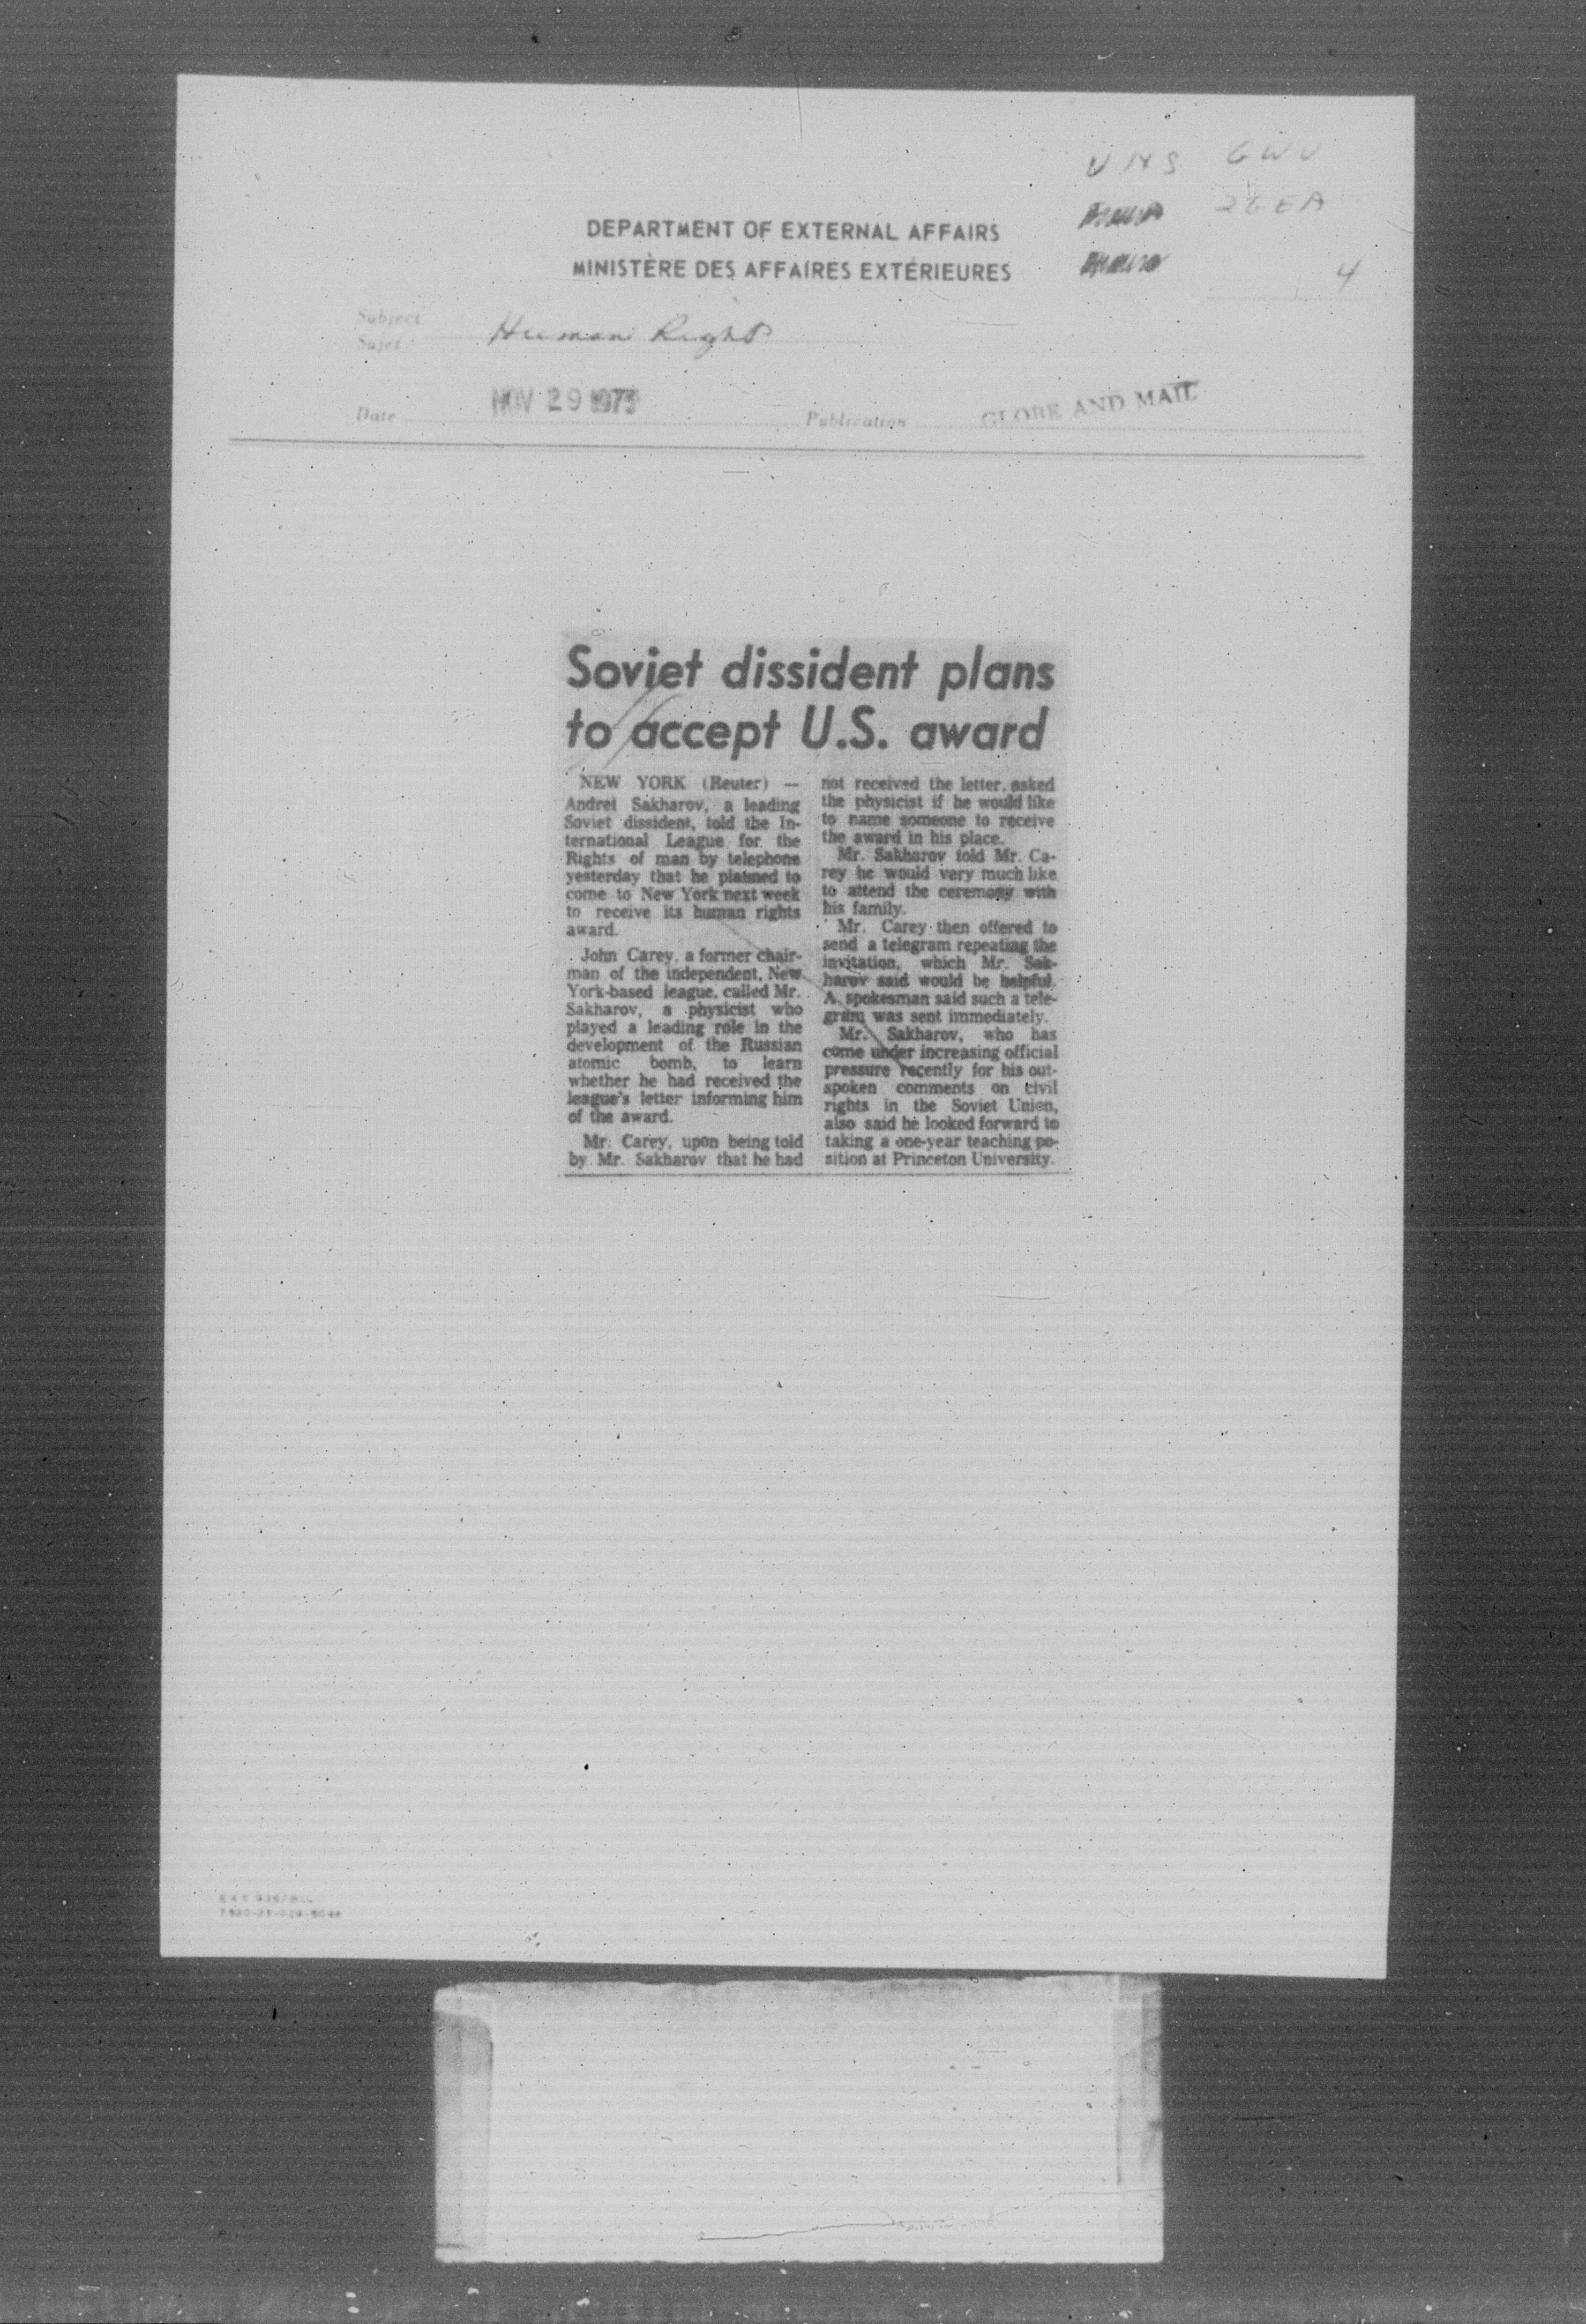 UNS GWU
DEPARTMENT OF EXTERNAL AFFAIRS
MINISTÈRE DES AFFAIRES EXTÉRIEURES
4
Subject
Sujet
Human Rights
Date
NOV 29 1973
Publication
GLOBE AND MAIL
Soviet dissident plans
to accept U.S. award
NEW YORK (Reuter) —
Andrei Sakharov, a leading
Soviet dissident, told the In-
ternational League for the
Rights of man by telephone
yesterday that he planned to
come to New York next week
to receive its human rights
award.
John Carey, a former chair-
man of the independent, New
York-based league, called Mr.
Sakharov, a physicist who
played a leading role in the
development of the Russian
atomic bomb, to learn
whether he had received the
league's letter informing him
of the award.
Mr. Carey, upon being told
by Mr. Sakharov that he had
not received the letter, asked
the physicist if he would like
to name someone to receive
the award in his place.
Mr. Sakharov told Mr. Ca-
rey he would very much like
to attend the ceremony with
his family.
Mr. Carey then offered to
send a telegram repeating the
invitation, which Mr. Sak-
harov said would be helpful.
A spokesman said such a tele-
gram was sent immediately.
Mr. Sakharov, who has
come under increasing official
pressure recently for his out-
spoken comments on civil
rights in the Soviet Union,
also said he looked forward to
taking a one-year teaching po-
sition at Princeton University.